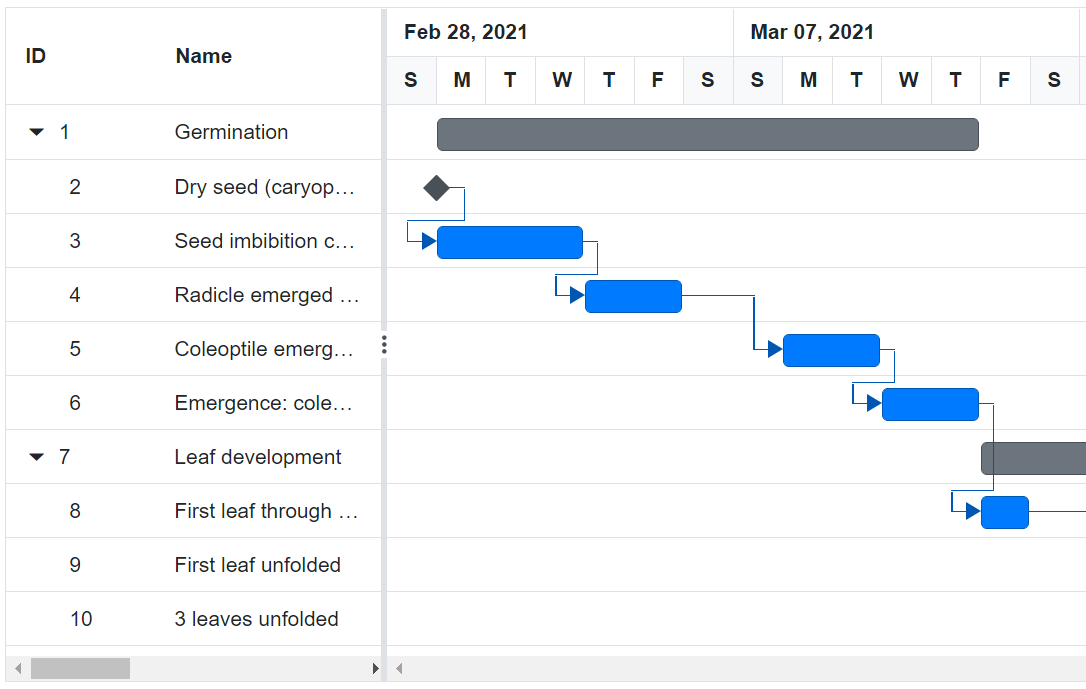 ID Name Feb 28, 2021 Mar 07, 2021
S M T W T F S S M T W T F S
1 Germination
2 Dry seed (caryop…
3 Seed imbibition c…
4 Radicle emerged …
5 Coleoptile emerg…
6 Emergence: cole…
7 Leaf development
8 First leaf through …
9 First leaf unfolded
10 3 leaves unfolded